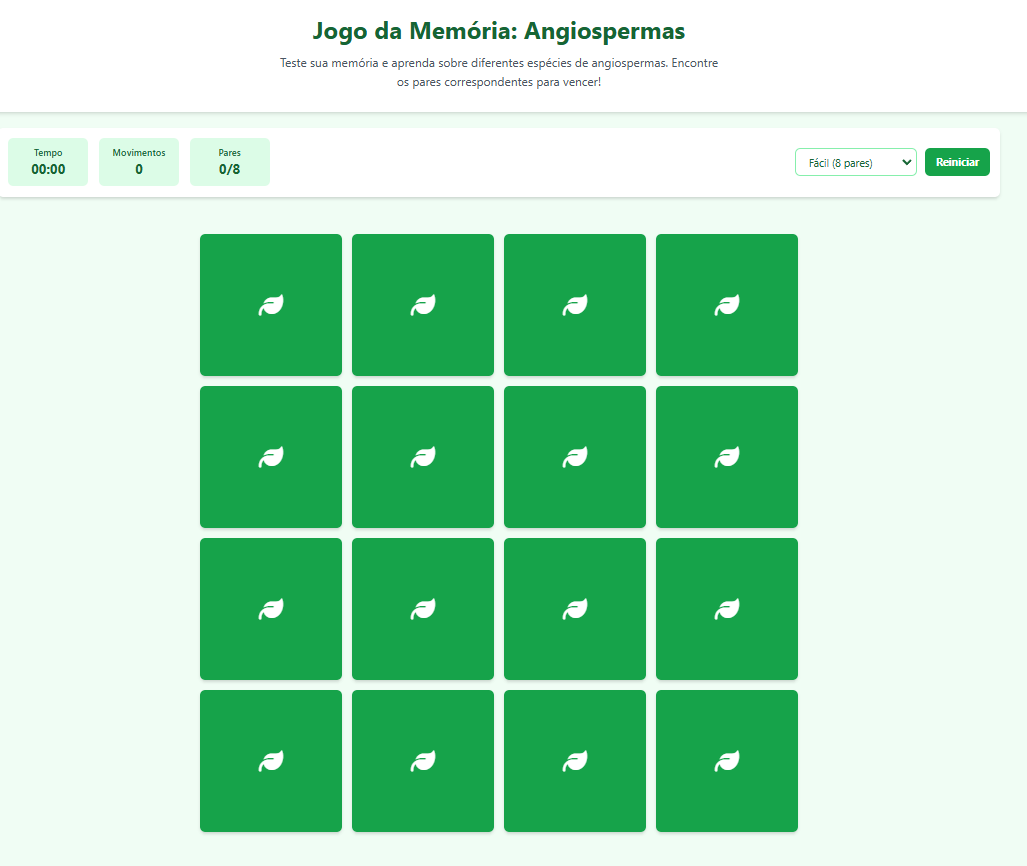 Jogo da Memória: Angiospermas
Teste sua memória e aprenda sobre diferentes espécies de angiospermas. Encontre
os pares correspondentes para vencer!
Tempo
00:00
Movimentos
0
Pares
0/8
Fácil (8 pares)
Reiniciar